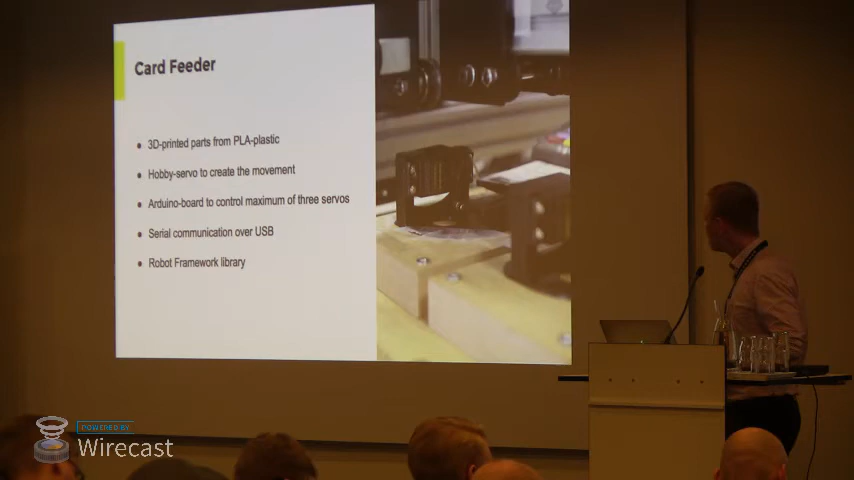 Card Feeder
3D-printed parts from PLA-plastic
Hobby-servo to create the movement
Arduino-board to control maximum of three servos
Serial communication over USB
Robot Framework library
POWERED BY
Wirecast